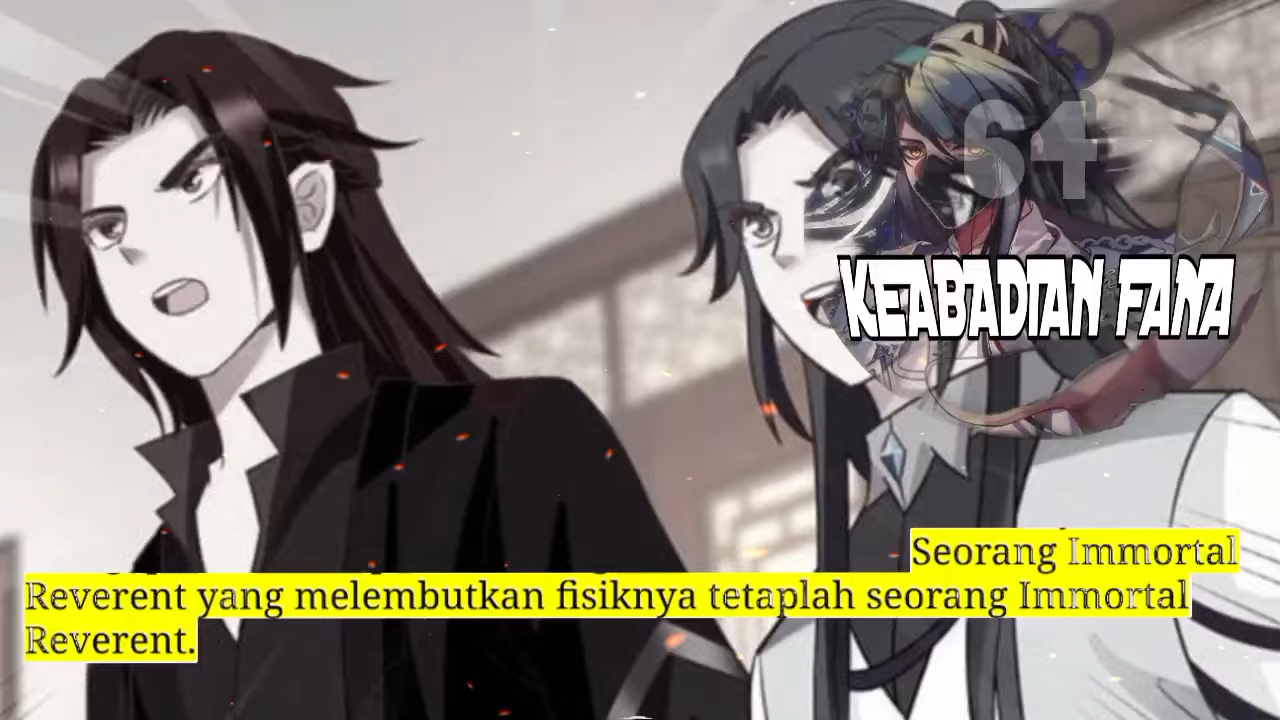 64
KEABADIAN FANA
Seorang Immortal
Reverent yang melembutkan fisiknya tetaplah seorang Immortal
Reverent.